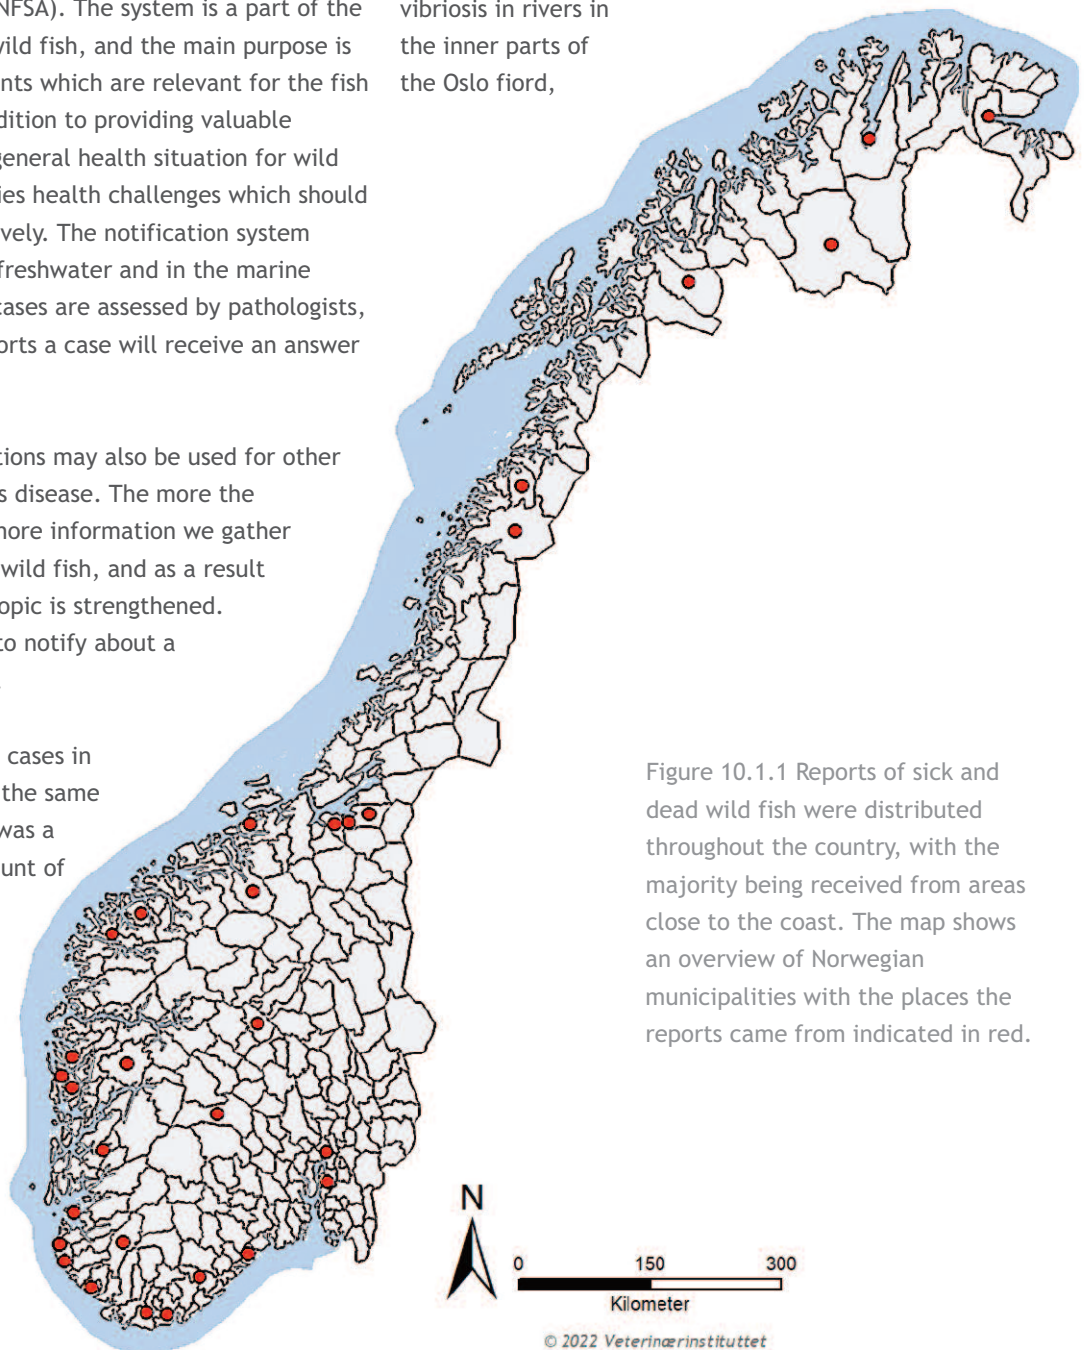 NFSA). The system is a part of the
wild fish, and the main purpose is
nts which are relevant for the fish
dition to providing valuable
general health situation for wild
ies health challenges which should
vely. The notification system
freshwater and in the marine
cases are assessed by pathologists,
orts a case will receive an answer
tions may also be used for other
s disease. The more the
more information we gather
wild fish, and as a result
opic is strengthened.
to notify about a
.
cases in
the same
was a
unt of
vibriosis in rivers in
the inner parts of
the Oslo fiord,
Figure 10.1.1 Reports of sick and
dead wild fish were distributed
throughout the country, with the
majority being received from areas
close to the coast. The map shows
an overview of Norwegian
municipalities with the places the
reports came from indicated in red.
N
0 150 300
Kilometer
© 2022 Veterinærinstituttet